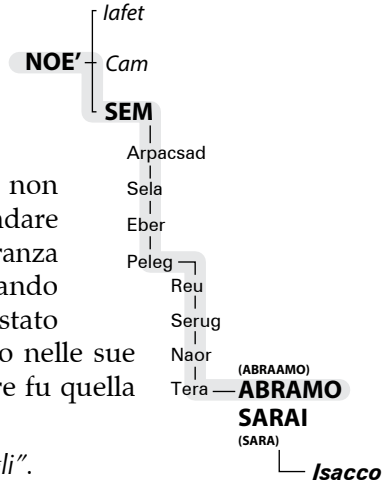 Iafet
NOE' Cam
SEM
Arpacsad
non Sela
ndare Eber
ranza Peleg
ando Reu
stato Serug
o nelle sue Naor
re fu quella Tera
(ABRAAMO)
ABRAMO
SARAI
(SARA)
li”.
Isacco